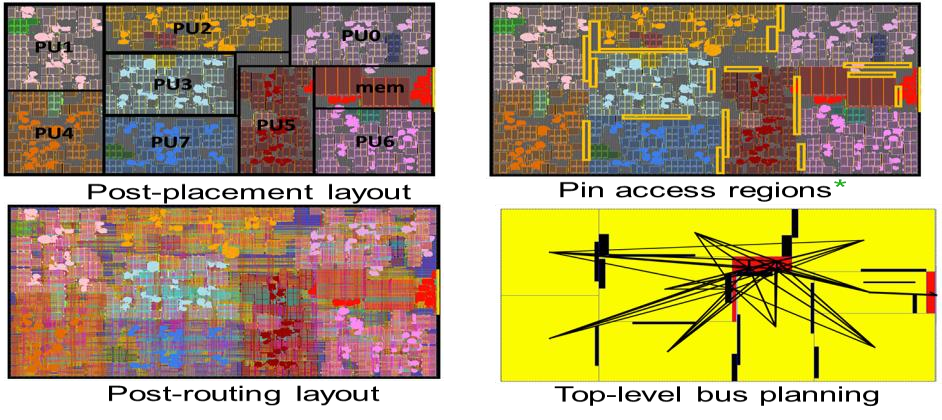 PU1
PU2
PU0
PU3
mem
PU4
PU7
PU5
PU6
Post-placement layout
Pin access regions*
Post-routing layout
Top-level bus planning